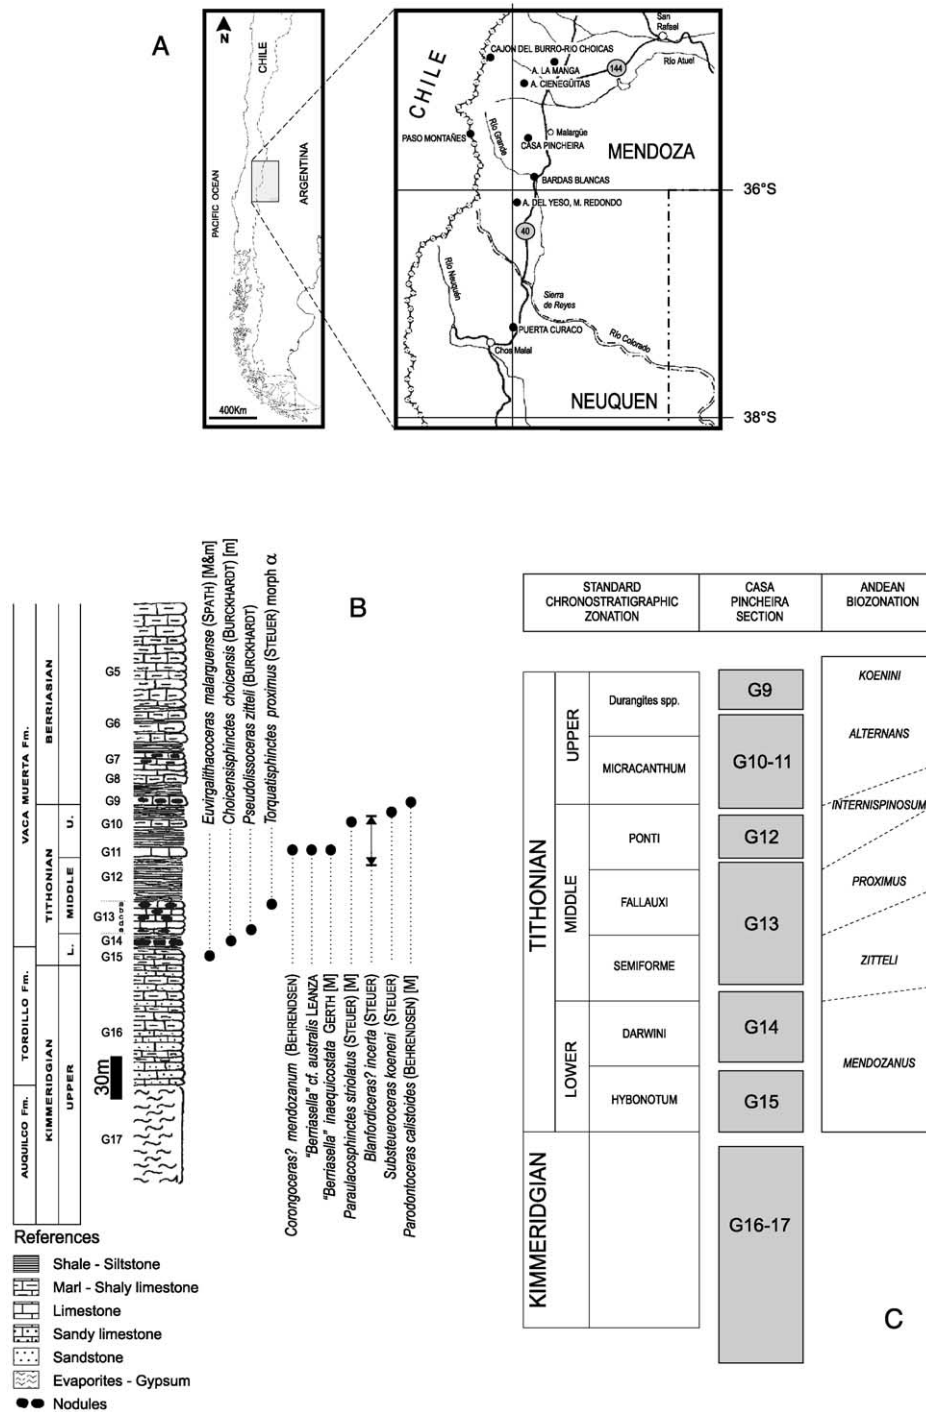 A
N
CHILE
PACIFIC OCEAN
ARGENTINA
400Km
San
Rafael
CAJON DEL BURRO-RIO CHOICAS
A. LA MANGA
144
Río Atuel
A. CIENEGÜITAS
CHILE
Río Grande
Malargüe
PASO MONTAÑES
CASA PINCHEIRA
MENDOZA
BARDAS BLANCAS
36°S
A. DEL YESO, M. REDONDO
40
Río Neuquén
Sierra
de Reyes
PUERTA CURACO
Río Colorado
Chos Malal
NEUQUEN
38°S
B
Euvirgalithacoceras malarguense (SPATH) [M&m]
Choicensisphinctes choicensis (BURCKHARDT) [m]
Pseudolissoceras zitteli (BURCKHARDT)
Torquatisphinctes proximus (STEUER) morph α
VACA MUERTA Fm.
TORDILLO Fm.
AUQUILCO Fm.
BERRIASIAN
TITHONIAN
KIMMERIDGIAN
U.
MIDDLE
L.
UPPER
G5
G6
G7
G8
G9
G10
G11
G12
G13
G14
G15
G16
30m
G17
Corongoceras? mendozanum (BEHRENDSEN)
"Berriasella" cf. australis LEANZA
"Berriasella" inaequicostata GERTH [M]
Paraulacosphinctes striolatus (STEUER) [M]
Blanfordiceras? incerta (STEUER)
Substeueroceras koeneni (STEUER)
Parodontoceras calistoides (BEHRENDSEN) [M]
References
Shale - Siltstone
Marl - Shaly limestone
Limestone
Sandy limestone
Sandstone
Evaporites - Gypsum
Nodules
STANDARD
CHRONOSTRATIGRAPHIC
ZONATION
CASA
PINCHEIRA
SECTION
ANDEAN
BIOZONATION
TITHONIAN
KIMMERIDGIAN
UPPER
MIDDLE
LOWER
Durangites spp.
MICRACANTHUM
PONTI
FALLAUXI
SEMIFORME
DARWINI
HYBONOTUM
G9
G10-11
G12
G13
G14
G15
G16-17
KOENINI
ALTERNANS
INTERNISPINOSUM
PROXIMUS
ZITTELI
MENDOZANUS
C